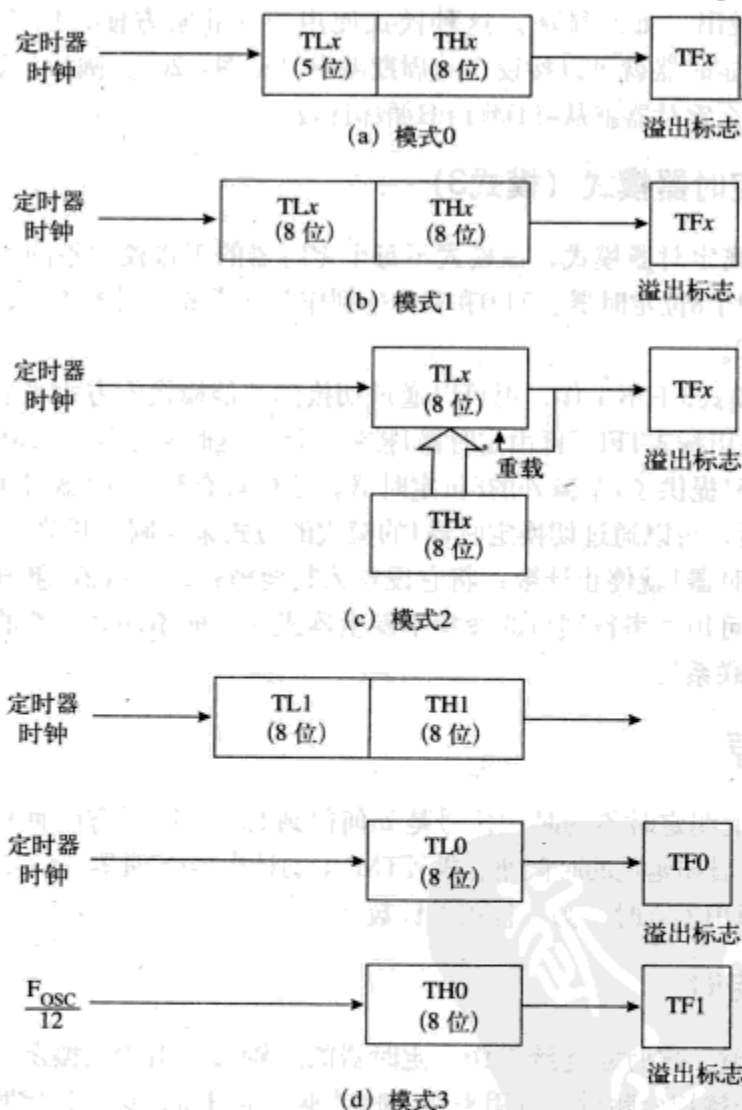 定时器
时钟
TLx
(5 位)
THx
(8 位)
TFx
溢出标志
(a) 模式0
定时器
时钟
TLx
(8 位)
THx
(8 位)
TFx
溢出标志
(b) 模式1
定时器
时钟
TLx
(8 位)
TFx
溢出标志
重载
THx
(8 位)
(c) 模式2
定时器
时钟
TL1
(8 位)
TH1
(8 位)
定时器
时钟
TL0
(8 位)
TF0
溢出标志
FOSC
12
TH0
(8 位)
TF1
溢出标志
(d) 模式3